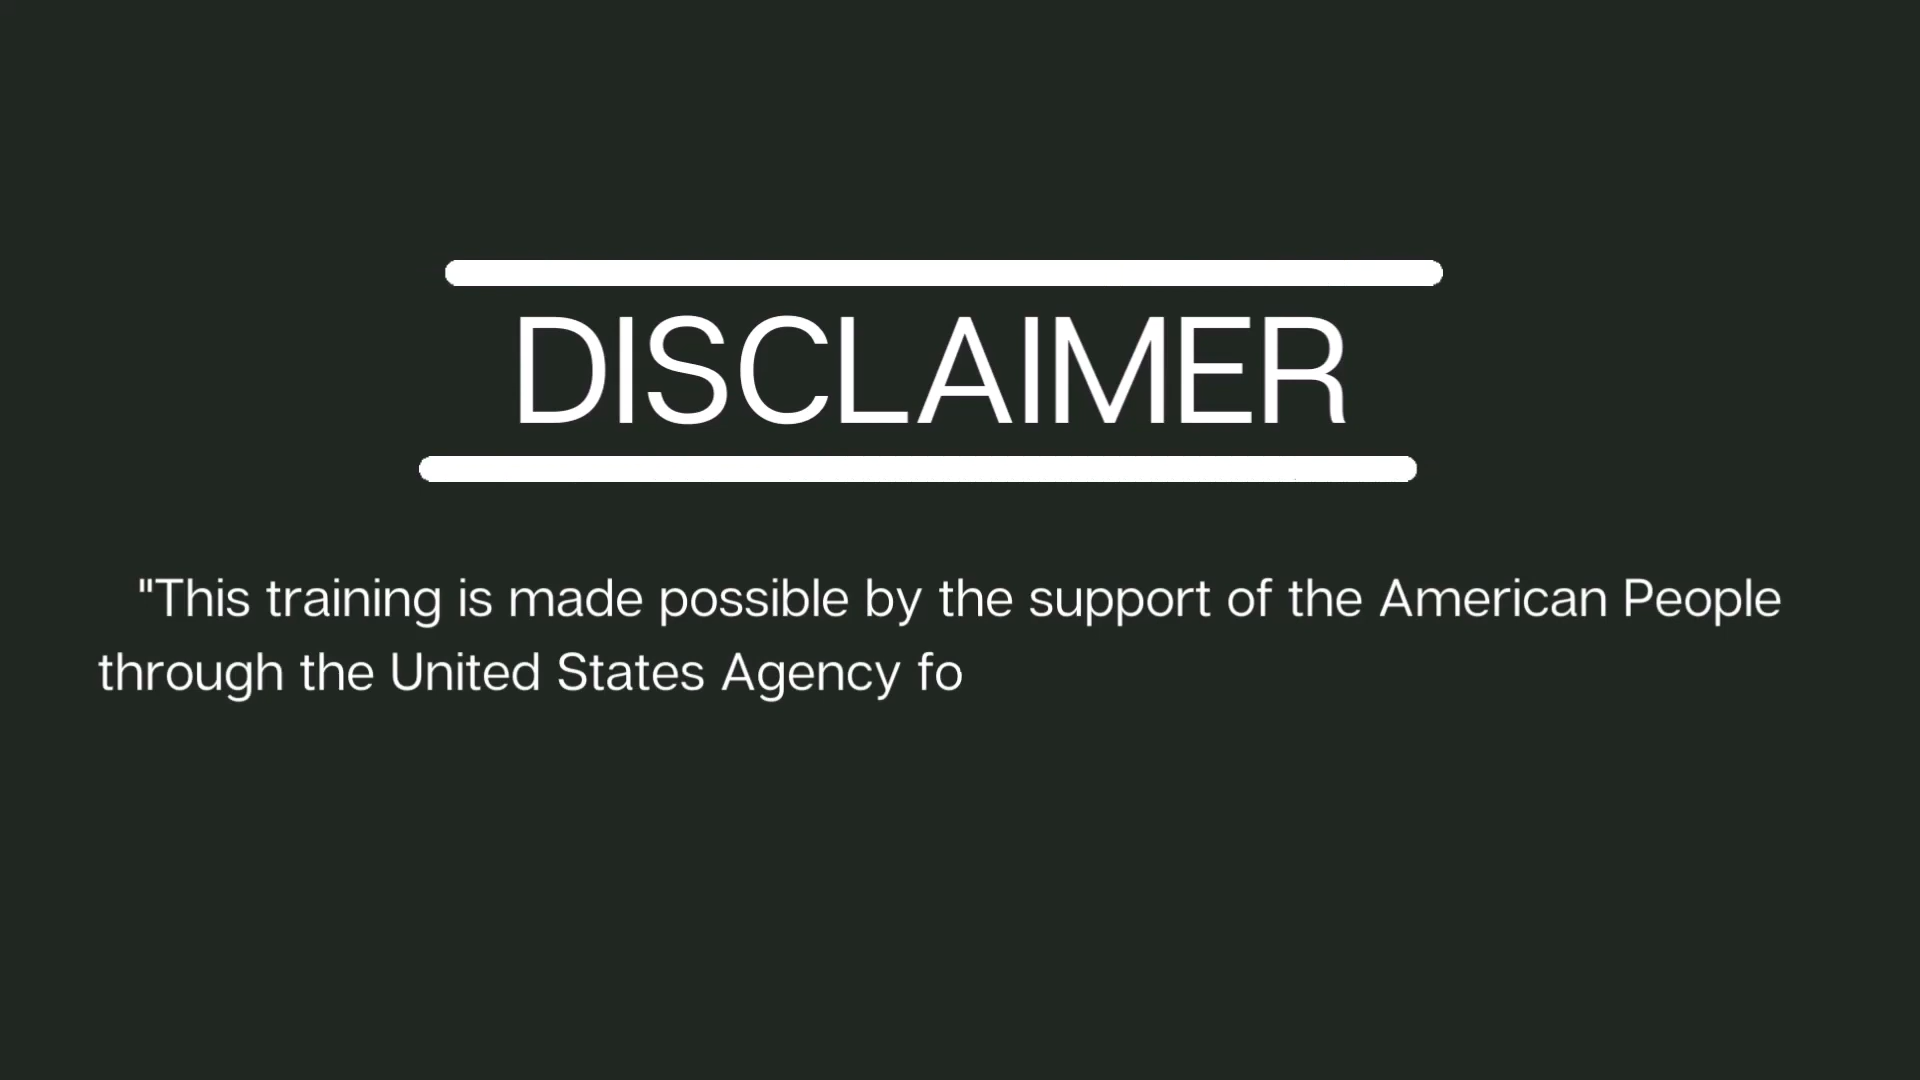 DISCLAIMER
"This training is made possible by the support of the American People
through the United States Agency fo